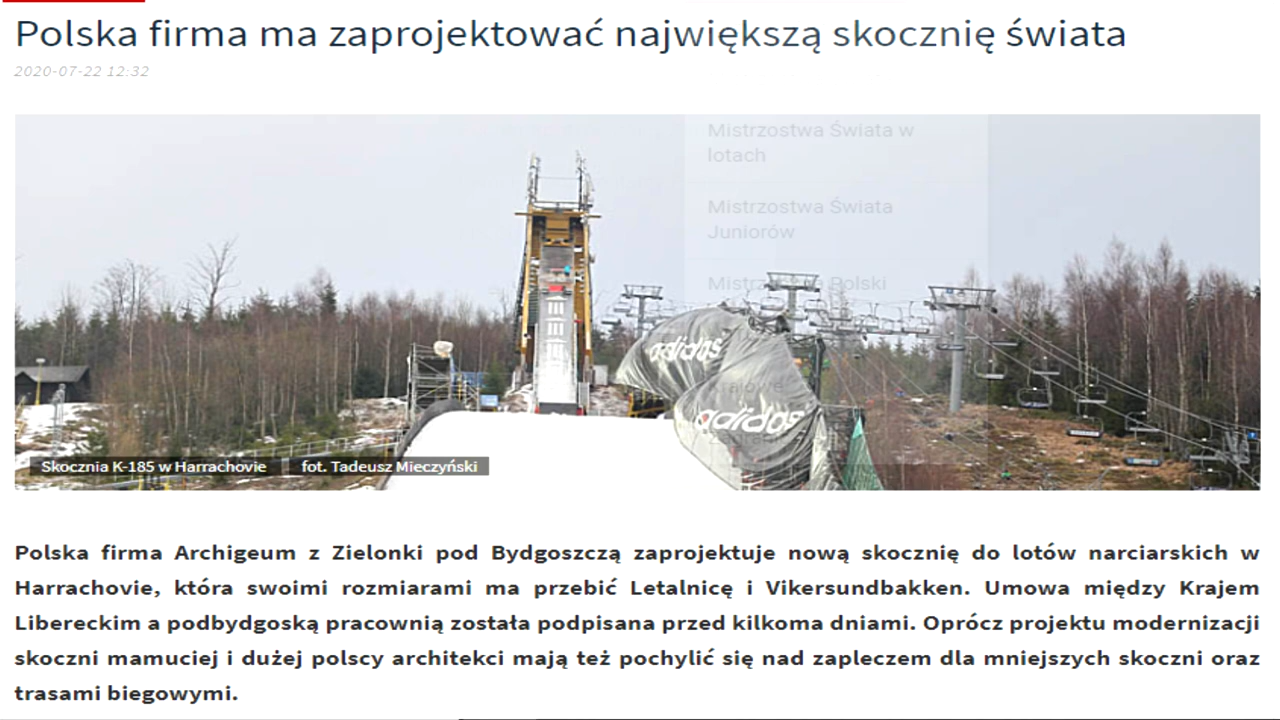 Polska firma ma zaprojektować największą skocznię świata
2020-07-22 12:32
Mistrzostwa Świata w
lotach
Mistrzostwa Świata
Juniorów
Mistrzostwa Polski
adidas
Krajowe
adidas
Skocznia K-185 w Harrachovie | fot. Tadeusz Mieczyński
Polska firma Archigeum z Zielonki pod Bydgoszczą zaprojektuje nową skocznię do lotów narciarskich w
Harrachovie, która swoimi rozmiarami ma przebić Letalnicę i Vikersundbakken. Umowa między Krajem
Libereckim a podbydgoską pracownią została podpisana przed kilkoma dniami. Oprócz projektu modernizacji
skoczni mamuciej i dużej polscy architekci mają też pochylić się nad zapleczem dla mniejszych skoczni oraz
trasami biegowymi.